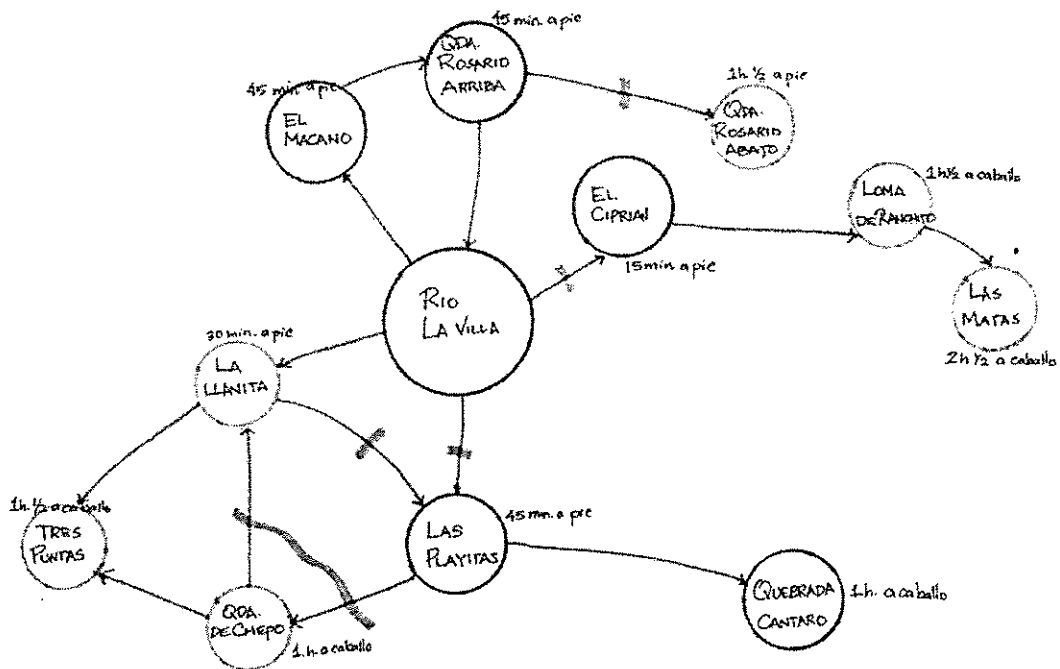 45 min. a pie
QDA.
ROSARIO
ARRIBA
45 min. a pie
EL
MACANO
1h ½ a pie
QDA.
ROSARIO
ABAJO
EL
CIPRIAN
15 min a pie
1h ½ a caballo
LOMA
DE RANCHITO
LAS
MATAS
2h ½ a caballo
RIO
LA VILLA
30 min. a pie
LA
LLANITA
1h. ½ a caballo
TRES
PUNTAS
LAS
PLAYITAS
45 min. a pie
QDA.
DE CHEPO
1.h. a caballo
QUEBRADA
CANTARO
1h. a caballo